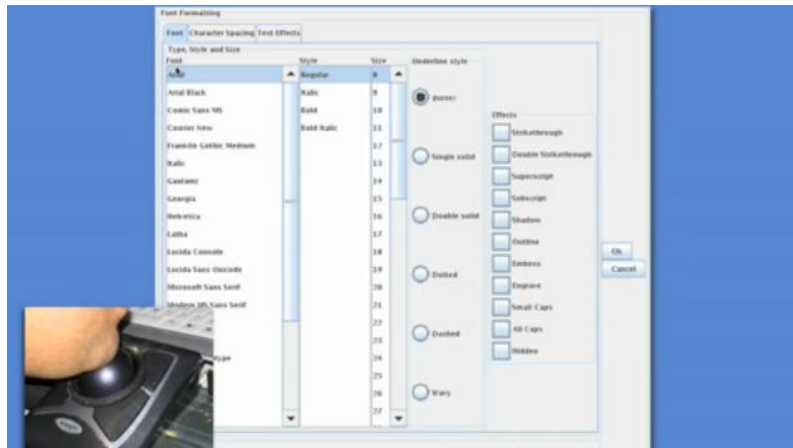 Font Formatting
Font Character Spacing Text Effects
Type, Style and Size
Font Style Size Underline style
Arial Regular 8
Arial Black Italic 9 (none)
Comic Sans MS Bold 10
Courier New Bold Italic 11
Franklin Gothic Medium 12
Italic 13 Single solid
Gautami 14
Georgia 15
Helvetica 16 Double solid
Latha 17
Lucida Console 18
Lucida Sans Unicode 19 Dotted
Microsoft Sans Serif 20
Modern MS Sans Serif 21
22
23 Dashed
type 24
25
26 Wavy
27
Effects
Strikethrough
Double Strikethrough
Superscript
Subscript
Shadow
Outline
Emboss
Engrave
Small Caps
All Caps
Hidden
Ok
Cancel